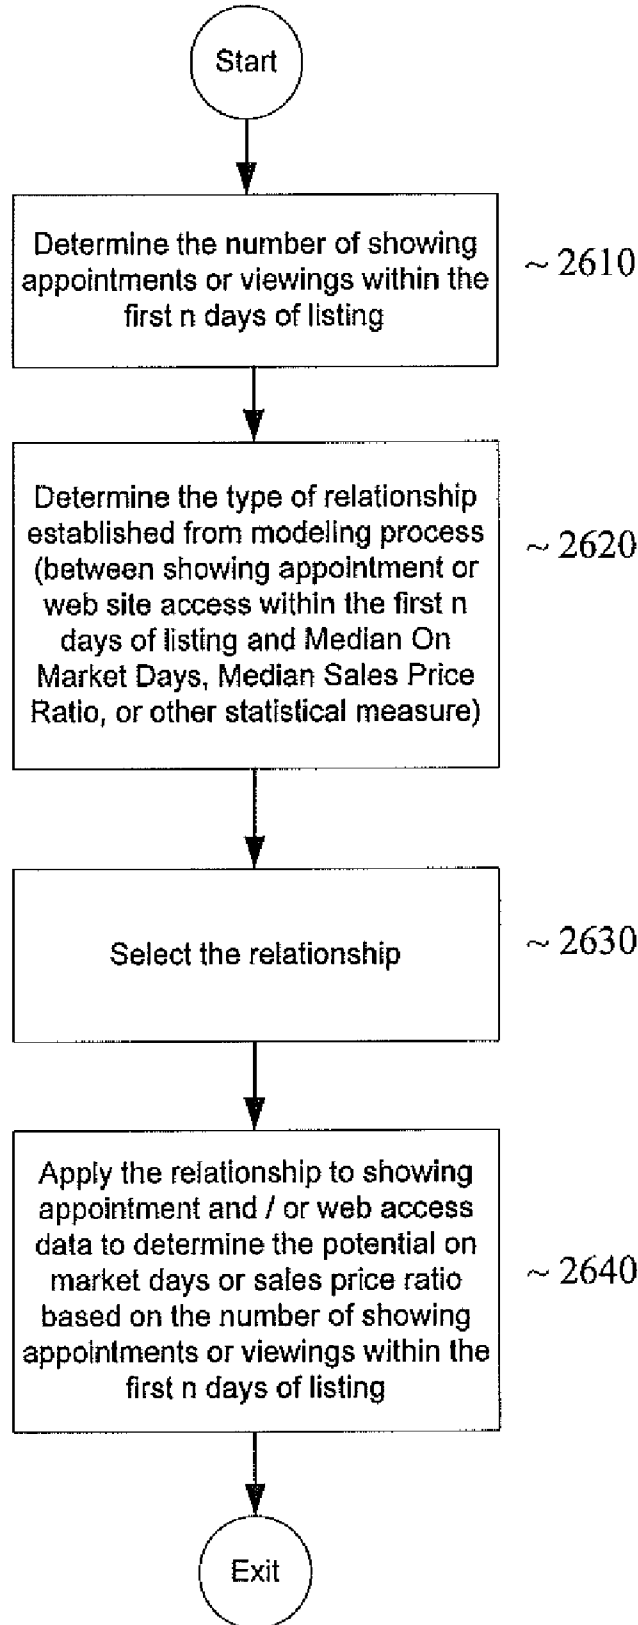 Start
Determine the number of showing
appointments or viewings within the
first n days of listing
~ 2610
Determine the type of relationship
established from modeling process
(between showing appointment or
web site access within the first n
days of listing and Median On
Market Days, Median Sales Price
Ratio, or other statistical measure)
~ 2620
Select the relationship
~ 2630
Apply the relationship to showing
appointment and / or web access
data to determine the potential on
market days or sales price ratio
based on the number of showing
appointments or viewings within the
first n days of listing
~ 2640
Exit